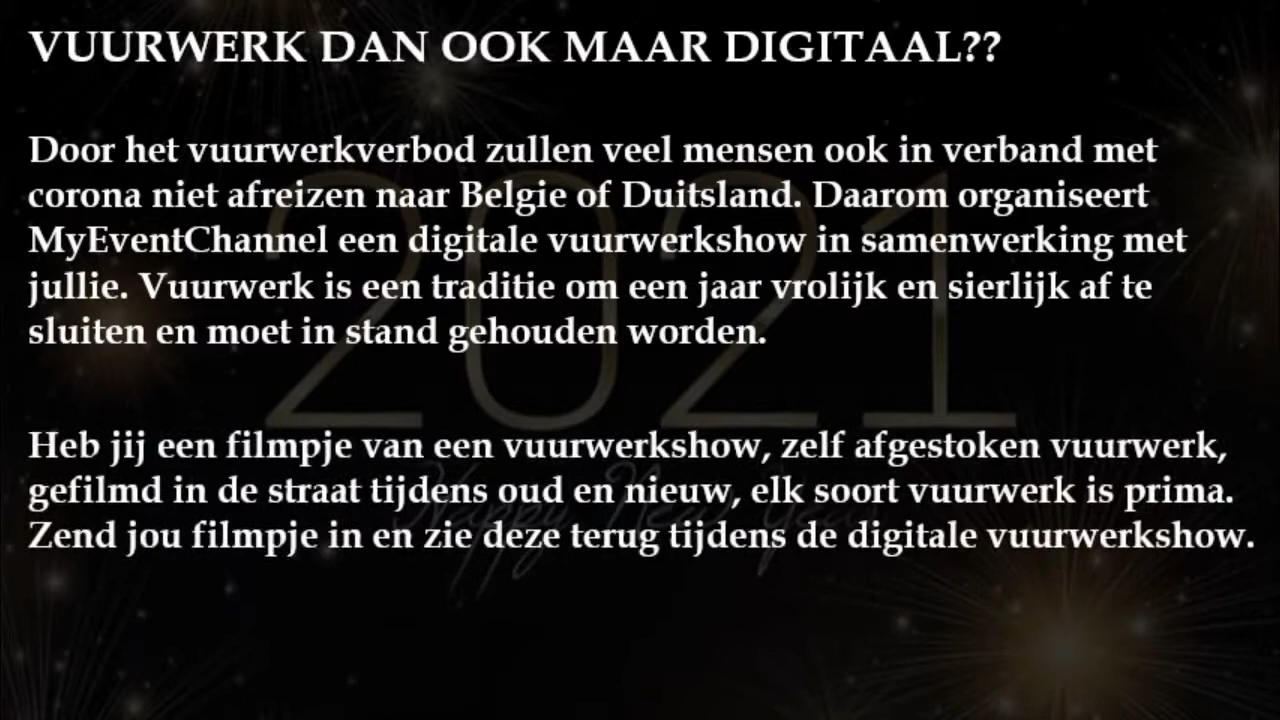 VUURWERK DAN OOK MAAR DIGITAAL??
Door het vuurwerkverbod zullen veel mensen ook in verband met
corona niet afreizen naar Belgie of Duitsland. Daarom organiseert
MyEventChannel een digitale vuurwerkshow in samenwerking met
jullie. Vuurwerk is een traditie om een jaar vrolijk en sierlijk af te
sluiten en moet in stand gehouden worden.
2021
Heb jij een filmpje van een vuurwerkshow, zelf afgestoken vuurwerk,
gefilmd in de straat tijdens oud en nieuw, elk soort vuurwerk is prima.
Happy New Year
Zend jou filmpje in en zie deze terug tijdens de digitale vuurwerkshow.